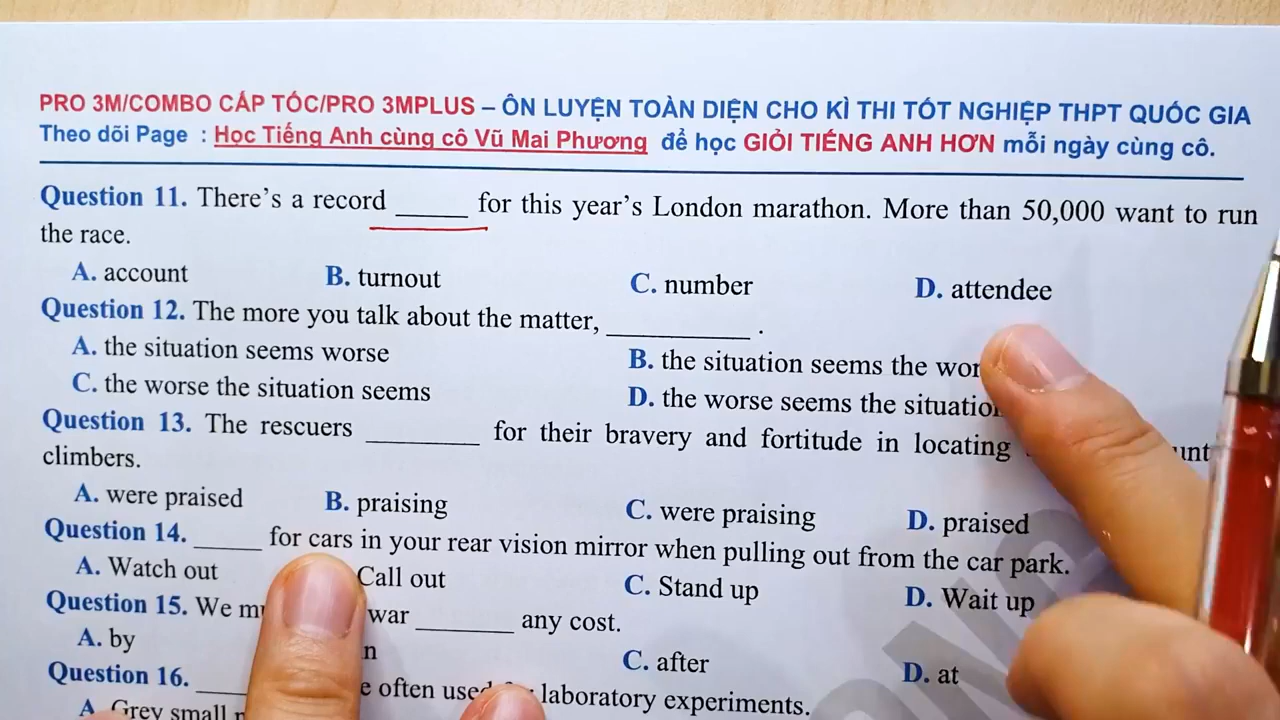 PRO 3M/COMBO CẤP TỐC/PRO 3MPLUS – ÔN LUYỆN TOÀN DIỆN CHO KÌ THI TỐT NGHIỆP THPT QUỐC GIA
Theo dõi Page : Học Tiếng Anh cùng cô Vũ Mai Phương để học GIỎI TIẾNG ANH HƠN mỗi ngày cùng cô.
Question 11. There's a record _____ for this year's London marathon. More than 50,000 want to run
the race.
A. account B. turnout C. number D. attendee
Question 12. The more you talk about the matter, __________ .
A. the situation seems worse B. the situation seems the
C. the worse the situation seems D. the worse seems the
Question 13. The rescuers ________ for their bravery and fortitude in locating
climbers.
A. were praised B. praising C. were praising D. praised
Question 14. _____ for cars in your rear vision mirror when pulling out from the car park.
A. Watch out Call out C. Stand up D. Wait up
Question 15. We war _______ any cost.
A. by C. after D. at
Question 16. ____ often laboratory experiments.
A. Grey small